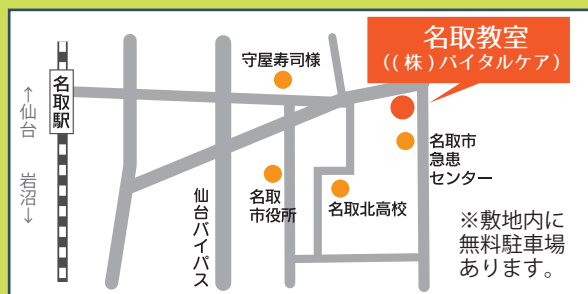 名取教室
((株)バイタルケア)
守屋寿司様
名取駅
↑仙台
岩沼↓
名取市
急患
センター
名取
市役所
名取北高校
仙台バイパス
※敷地内に
無料駐車場
あります。